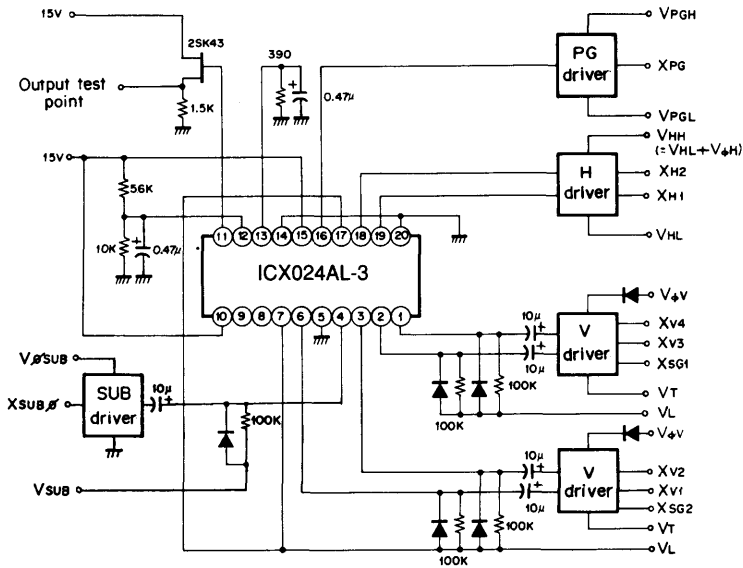 15V
2SK43
Output test
point
1.5K
390
+
0.47μ
PG
driver
VPGH
XPG
VPGL
VHH
(=VHL+VφH)
H
driver
XH2
XH1
VHL
15V
56K
10K
+
0.47μ
11 12 13 14 15 16 17 18 19 20
ICX024AL-3
10 9 8 7 6 5 4 3 2 1
VøSUB
XSUBø
SUB
driver
10μ
+
100K
VSUB
10μ
+
+
10μ
100K
100K
V
driver
VφV
XV4
XV3
XSG1
VT
VL
10μ
+
+
10μ
100K
100K
V
driver
VφV
XV2
XV1
XSG2
VT
VL